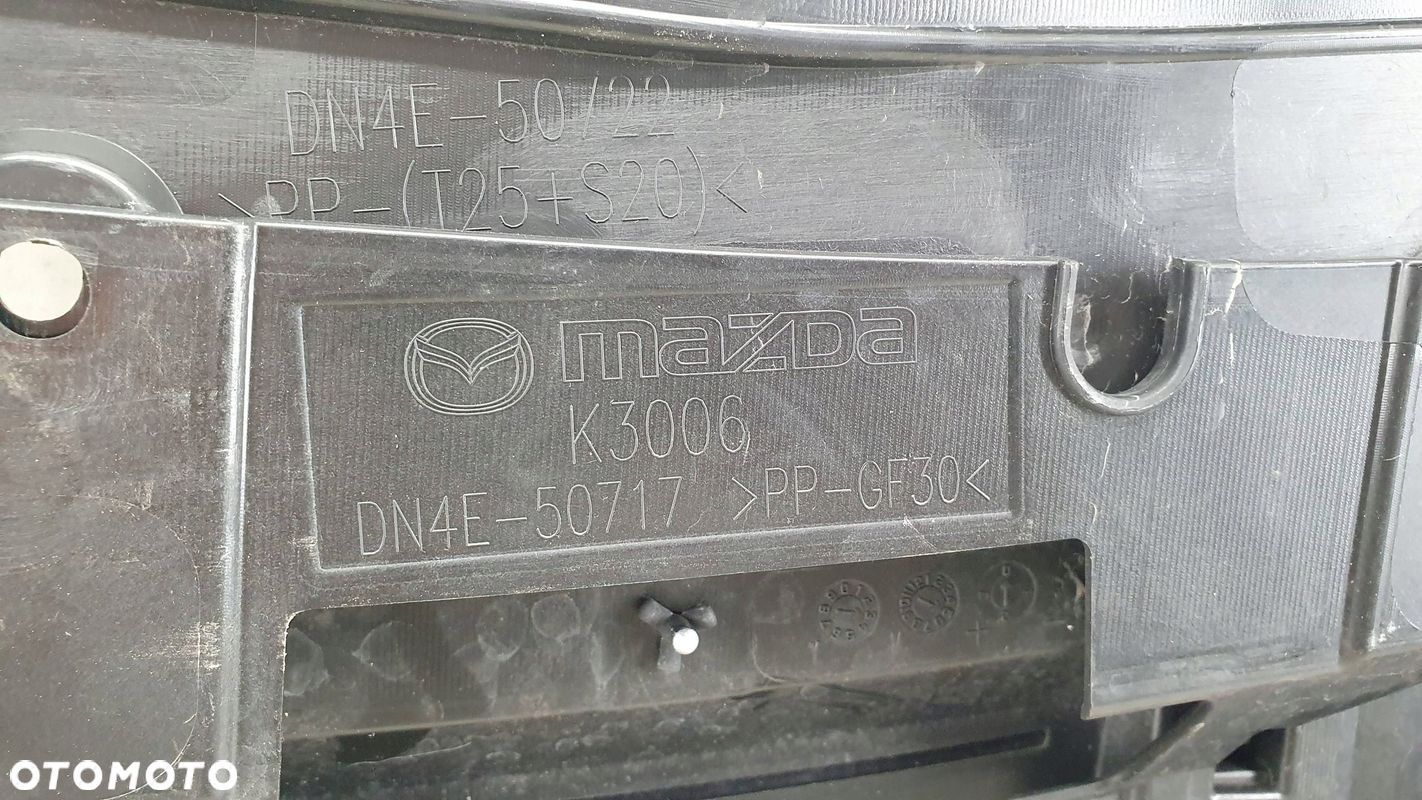 DN4E-50722
>PP-(T25+S20)<
mazda
K3006
DN4E-50717 >PP-GF30<
OTOMOTO